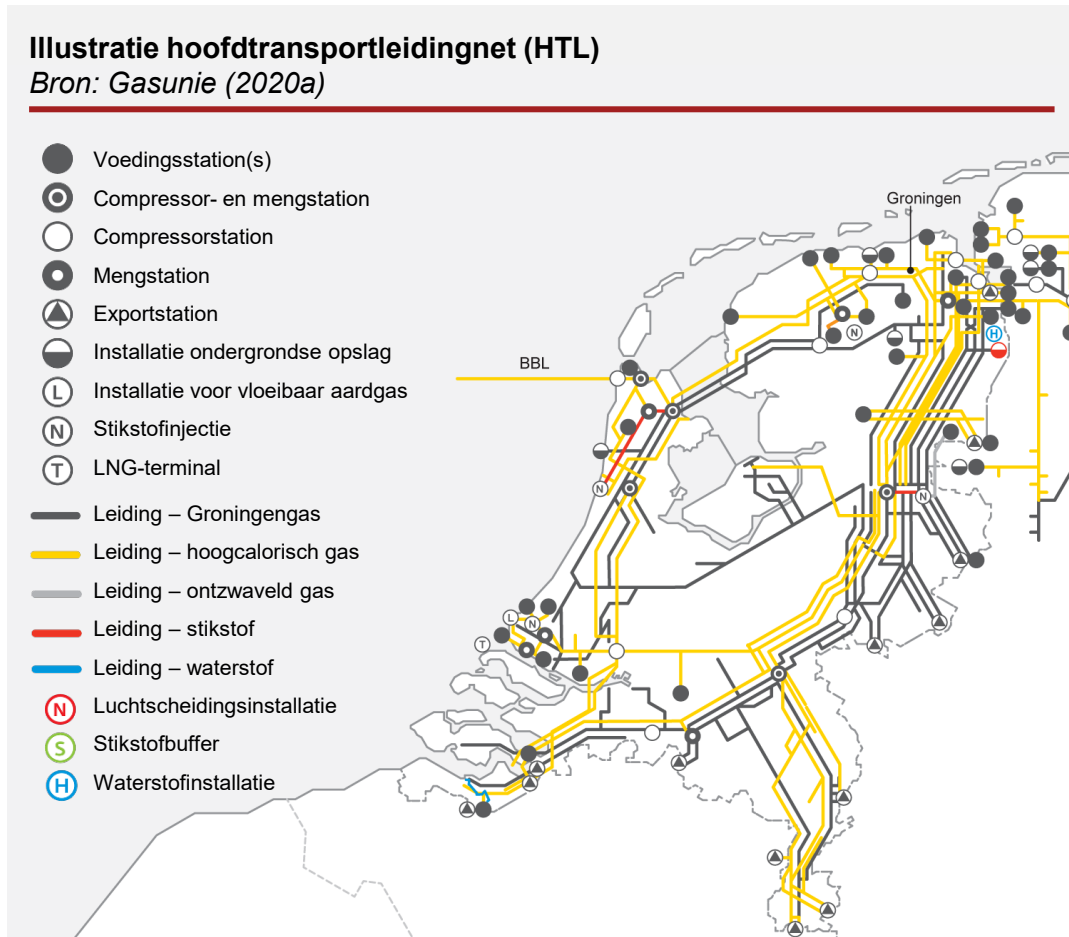 Illustratie hoofdtransportleidingnet (HTL)
Bron: Gasunie (2020a)
Voedingsstation(s)
Compressor- en mengstation
Compressorstation
Mengstation
Exportstation
Installatie ondergrondse opslag
L Installatie voor vloeibaar aardgas
N Stikstofinjectie
T LNG-terminal
Leiding – Groningengas
Leiding – hoogcalorisch gas
Leiding – ontzwaveld gas
Leiding – stikstof
Leiding – waterstof
N Luchtscheidingsinstallatie
S Stikstofbuffer
H Waterstofinstallatie
Groningen
N
H
BBL
N
N
L
N
T